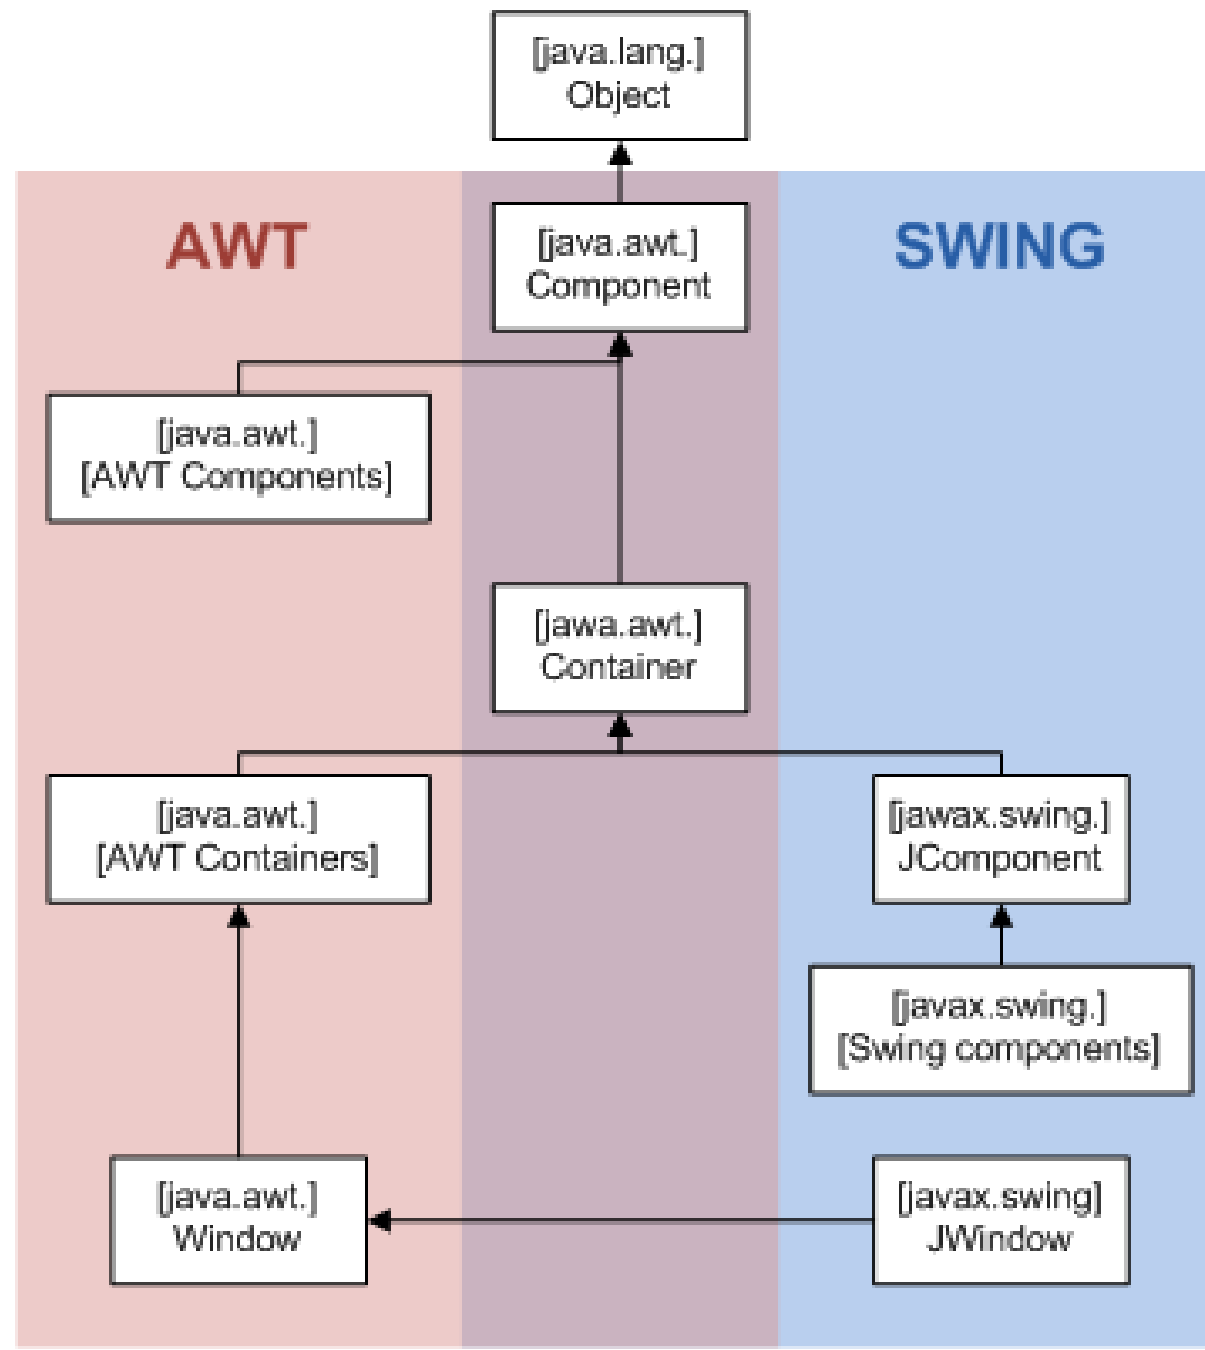 [java.lang.]
Object
AWT
[java.awt.]
Component
SWING
[java.awt.]
[AWT Components]
[jawa.awt.]
Container
[java.awt.]
[AWT Containers]
[jawax.swing.]
JComponent
[javax.swing.]
[Swing components]
[java.awt.]
Window
[javax.swing]
JWindow